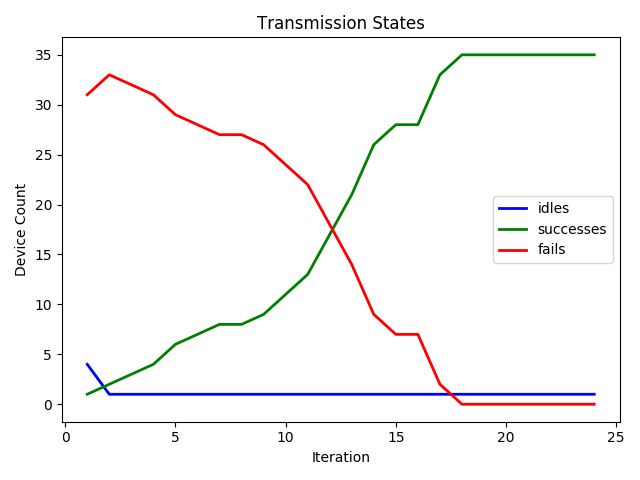 Transmission States
35
30
25
20
15
10
5
0
Device Count
idles
successes
fails
0 5 10 15 20 25
Iteration